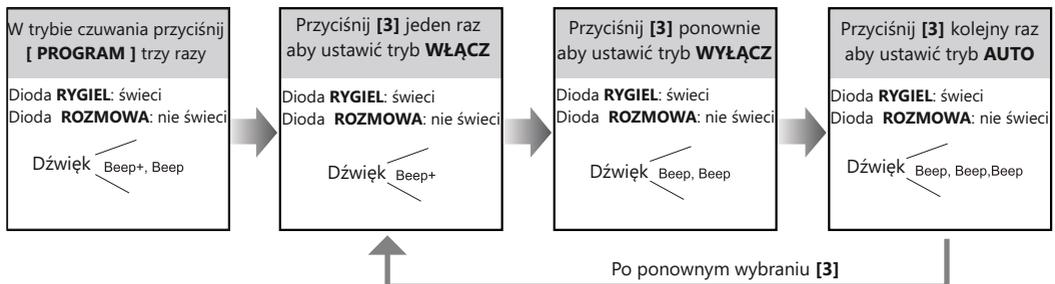 W trybie czuwania przyciśnij
[ PROGRAM ] trzy razy
Dioda RYGIEL: świeci
Dioda ROZMOWA: nie świeci
Dźwięk Beep+, Beep
Przyciśnij [3] jeden raz
aby ustawić tryb WŁĄCZ
Dioda RYGIEL: świeci
Dioda ROZMOWA: nie świeci
Dźwięk Beep+
Przyciśnij [3] ponownie
aby ustawić tryb WYŁĄCZ
Dioda RYGIEL: świeci
Dioda ROZMOWA: nie świeci
Dźwięk Beep, Beep
Przyciśnij [3] kolejny raz
aby ustawić tryb AUTO
Dioda RYGIEL: świeci
Dioda ROZMOWA: nie świeci
Dźwięk Beep, Beep,Beep
Po ponownym wybraniu [3]